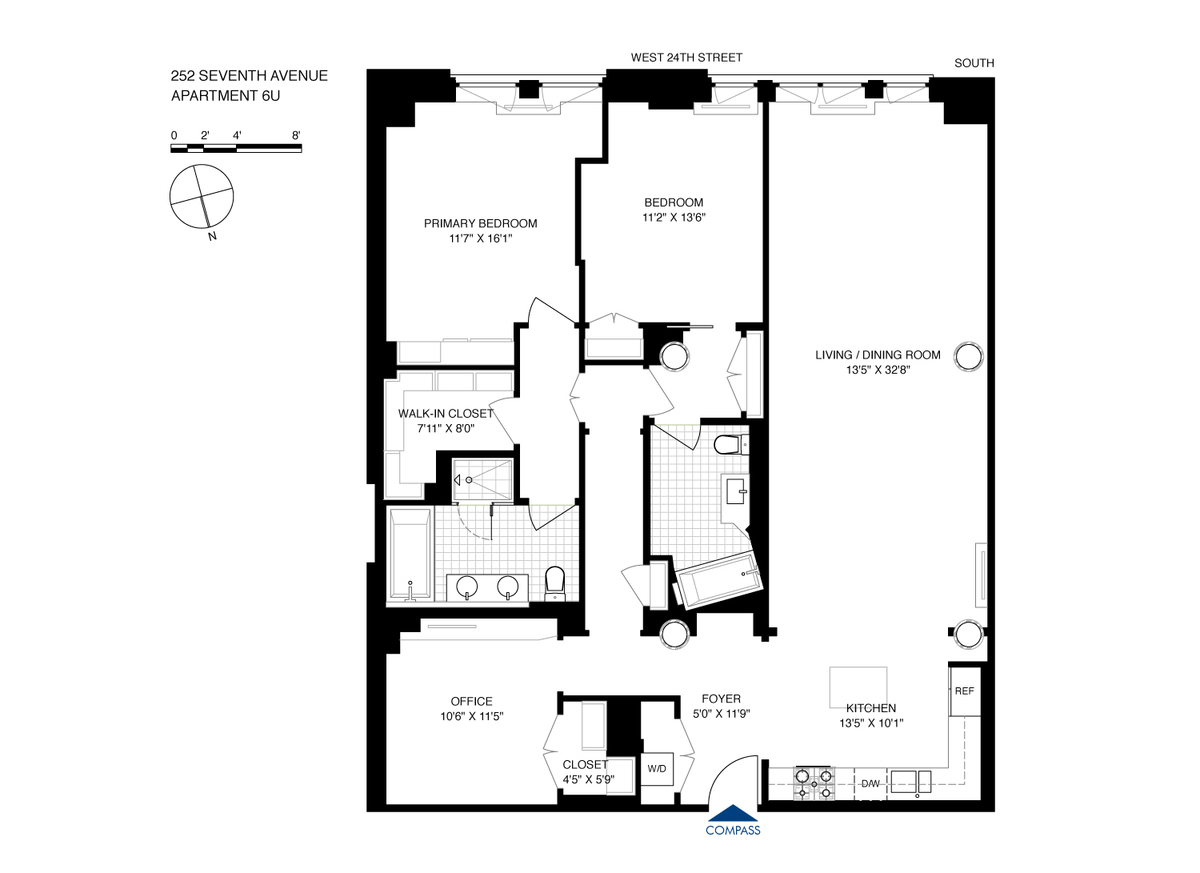 WEST 24TH STREET
SOUTH
252 SEVENTH AVENUE
APARTMENT 6U
0 2' 4' 8'
N
BEDROOM
11'2" X 13'6"
PRIMARY BEDROOM
11'7" X 16'1"
LIVING / DINING ROOM
13'5" X 32'8"
WALK-IN CLOSET
7'11" X 8'0"
OFFICE
10'6" X 11'5"
FOYER
5'0" X 11'9"
KITCHEN
13'5" X 10'1"
REF
CLOSET
4'5" X 5'9"
W/D
D/W
COMPASS